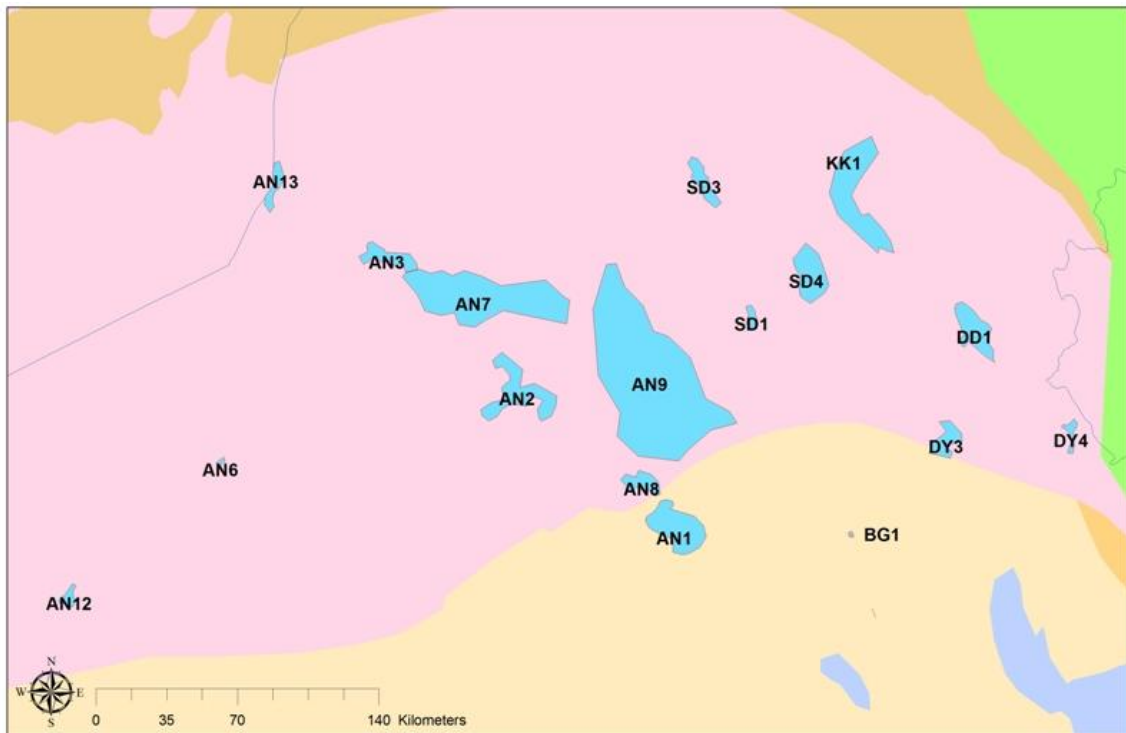 KK1
AN13
SD3
AN3
SD4
AN7
SD1
DD1
AN9
AN2
DY3
DY4
AN6
AN8
BG1
AN1
AN12
N
W E
S
0 35 70 140 Kilometers